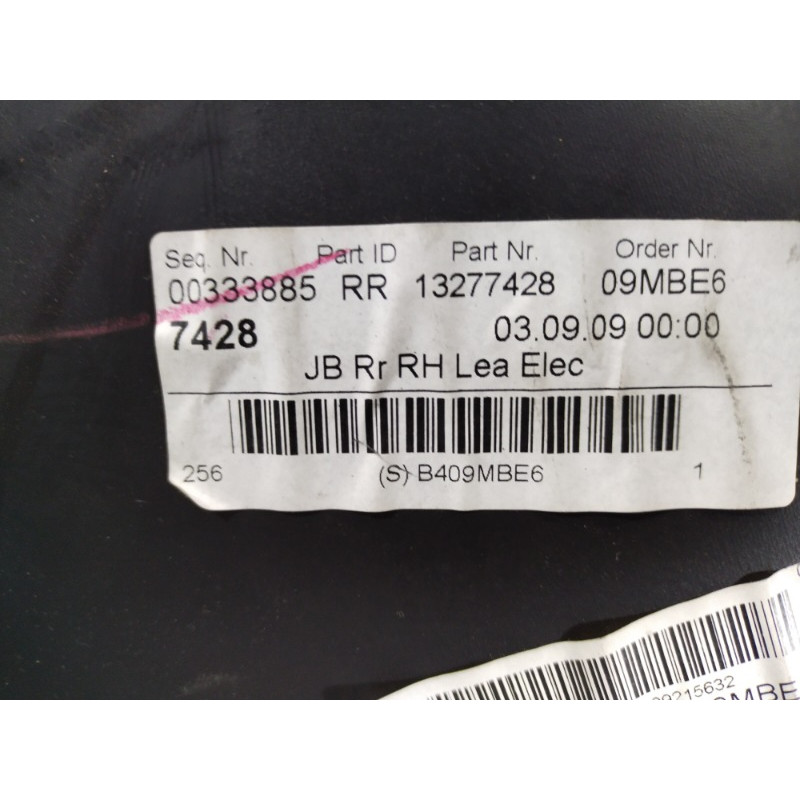 Seq. Nr. Part ID Part Nr. Order Nr.
00333885 RR 13277428 09MBE6
7428 03.09.09 00:00
JB Rr RH Lea Elec
256 (S) B409MBE6 1
09215632